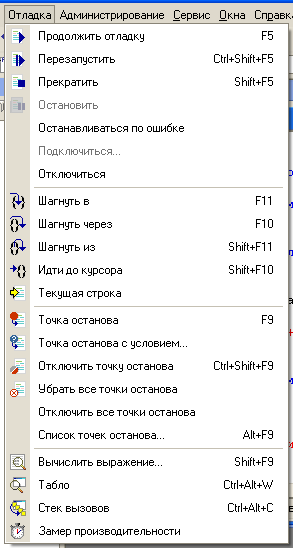 Отладка Администрирование Сервис Окна Справка
Продолжить отладку F5
Перезапустить Ctrl+Shift+F5
Прекратить Shift+F5
Остановить
Останавливаться по ошибке
Подключиться...
Отключиться
Шагнуть в F11
Шагнуть через F10
Шагнуть из Shift+F11
Идти до курсора Shift+F10
Текущая строка
Точка останова F9
Точка останова с условием...
Отключить точку останова Ctrl+Shift+F9
Убрать все точки останова
Отключить все точки останова
Список точек останова... Alt+F9
Вычислить выражение... Shift+F9
Табло Ctrl+Alt+W
Стек вызовов Ctrl+Alt+C
Замер производительности